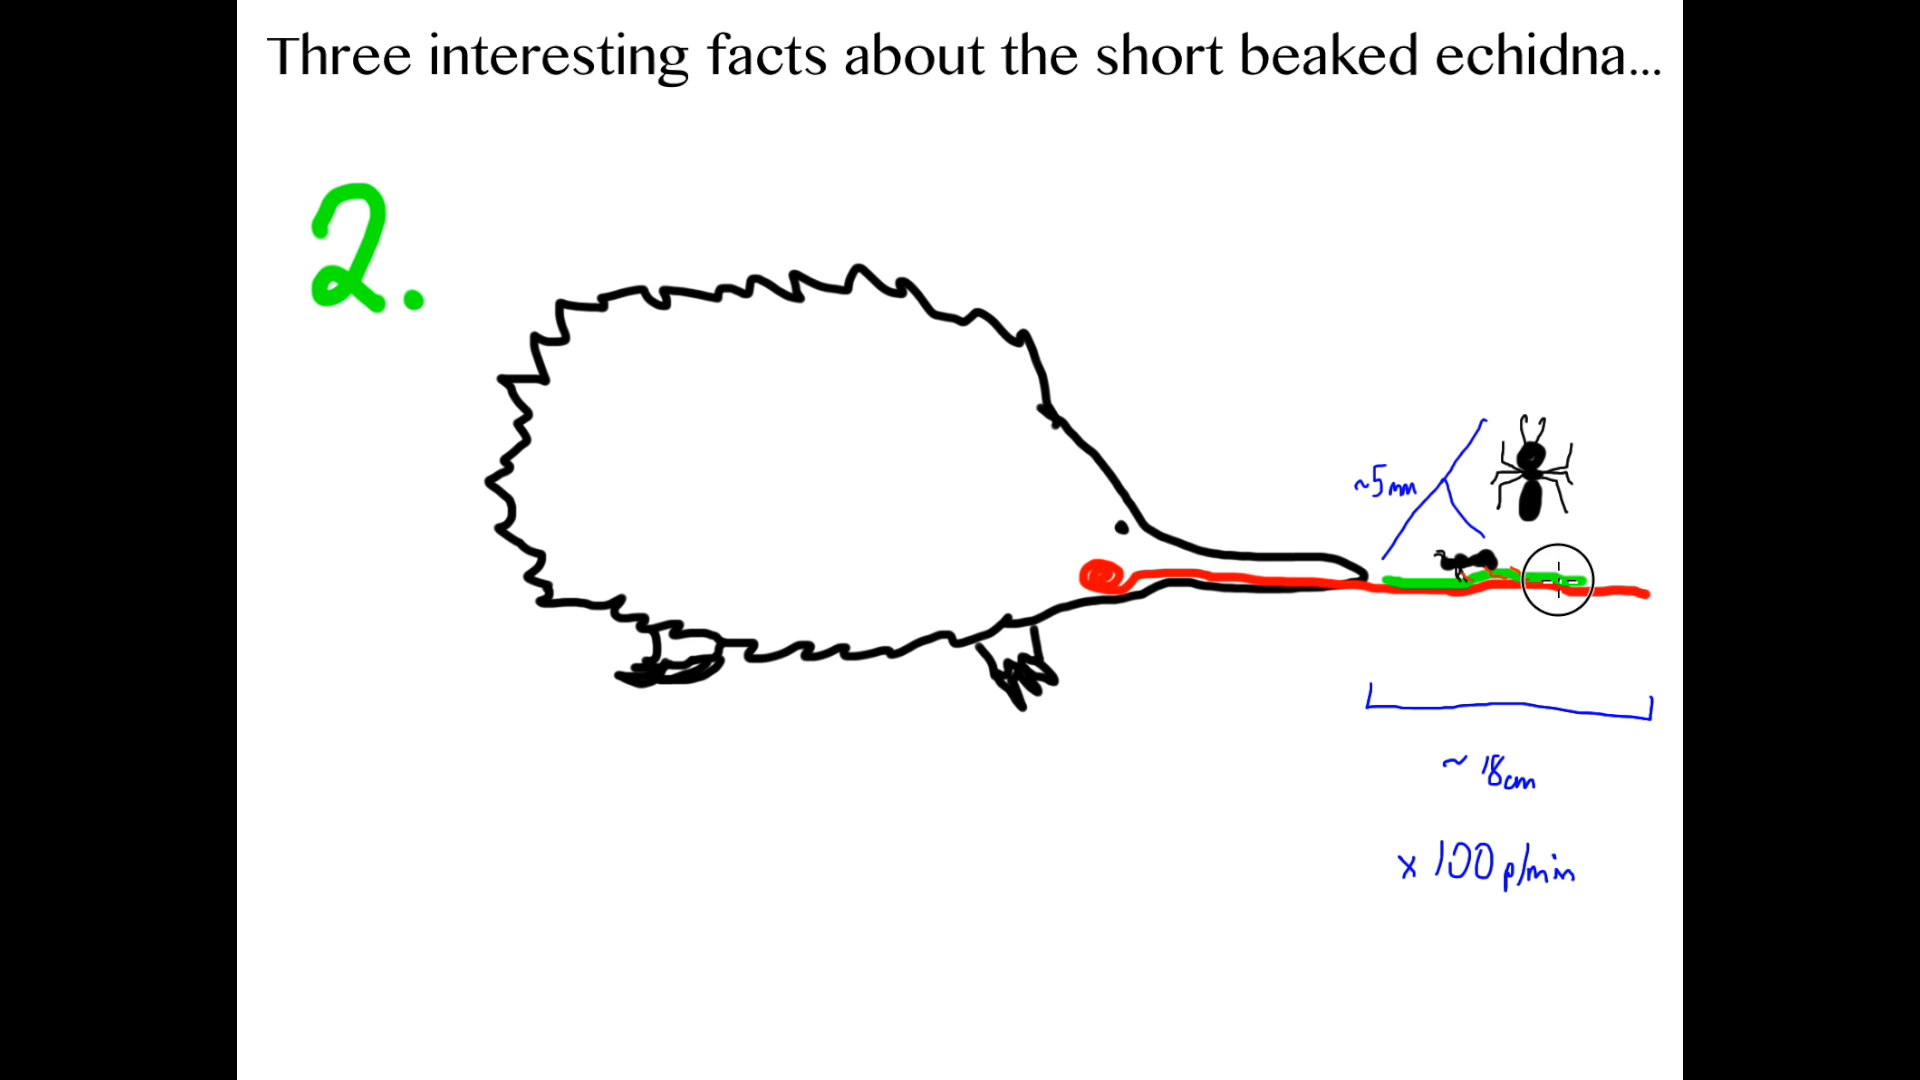 Three interesting facts about the short beaked echidna...
2.
~5mm
~ 18cm
x 100 p/min